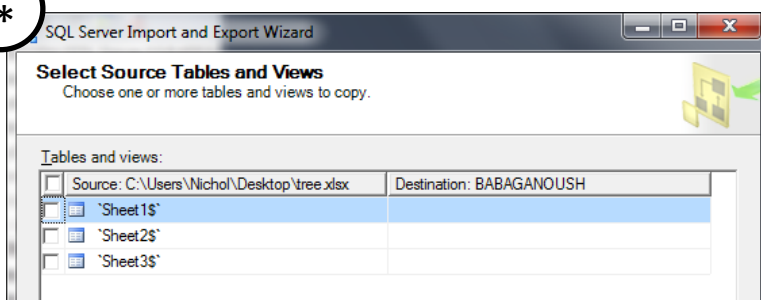 *
SQL Server Import and Export Wizard
Select Source Tables and Views
Choose one or more tables and views to copy.
Tables and views:
Source: C:\Users\Nichol\Desktop\tree.xlsx Destination: BABAGANOUSH
`Sheet1$`
`Sheet2$`
`Sheet3$`